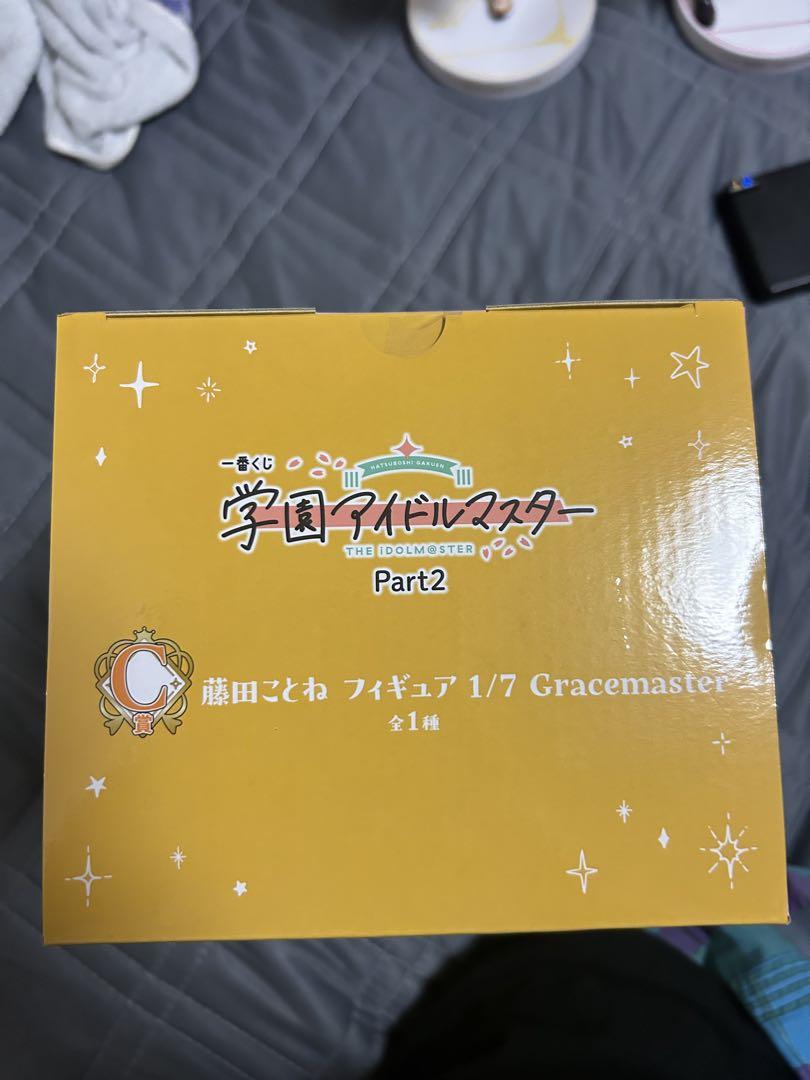 一番くじ
HATSUBOSHI GAKUEN
学園アイドルマスター
THE iDOLM@STER
Part2
C賞
藤田ことね フィギュア 1/7 Gracemaster
全1種